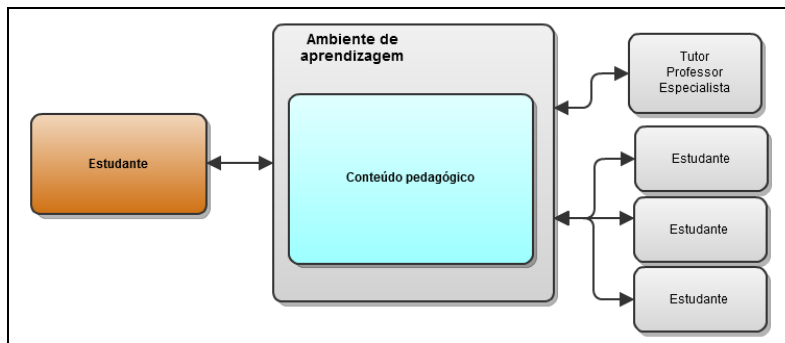 Ambiente de
aprendizagem
Conteúdo pedagógico
Estudante
Tutor
Professor
Especialista
Estudante
Estudante
Estudante